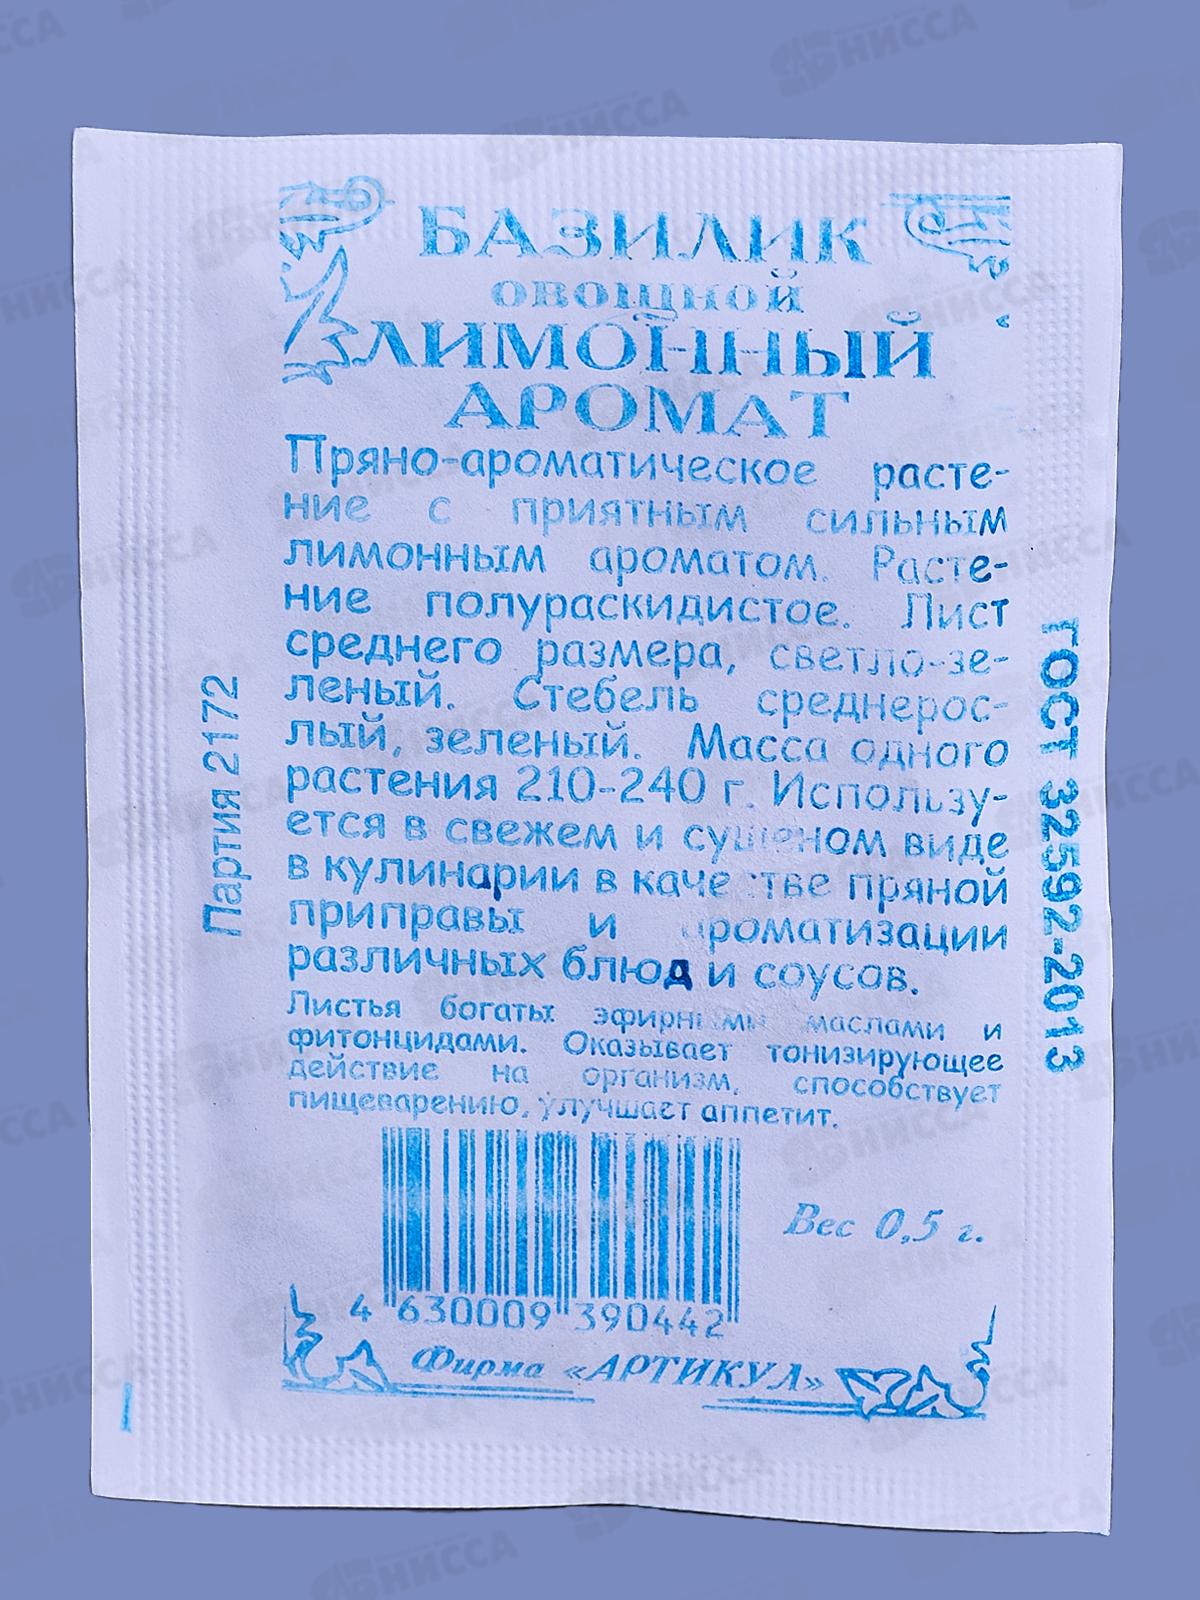 БАЗИЛИК
овощной
ЛИМОННЫЙ
АРОМАТ
Пряно-ароматическое расте-
ние с приятным сильным
лимонным ароматом. Расте-
ние полураскидистое. Лист
среднего размера, светло-зе-
леный. Стебель среднерос-
лый, зеленый. Масса одного
растения 210-240 г. Использу-
ется в свежем и сушеном виде
в кулинарии в качестве пряной
приправы и ароматизации
различных блюд и соусов.
Листья богаты эфирными маслами и
фитонцидами. Оказывает тонизирующее
действие на организм, способствует
пищеварению, улучшает аппетит.
Партия 2172
ГОСТ 32592-2013
Вес 0,5 г.
4 630009 390442
Фирма «АРТИКУЛ»
НИССА